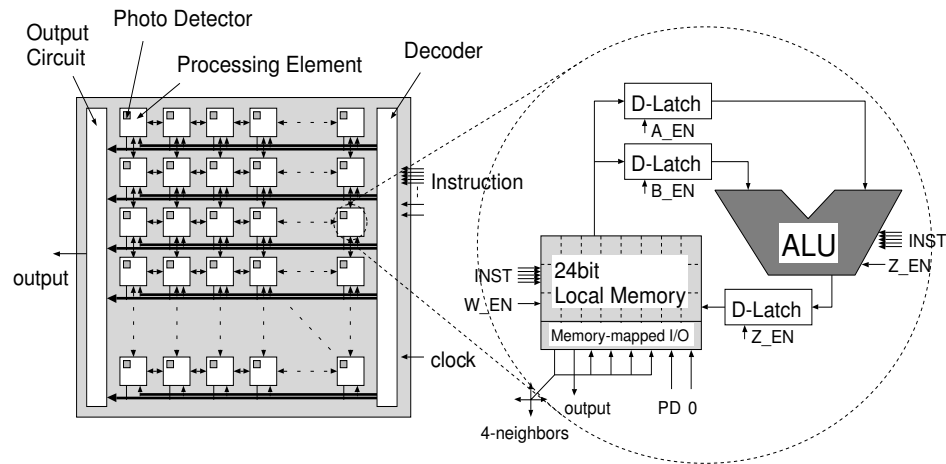 Photo Detector
Output
Circuit
Processing Element
Decoder
Instruction
output
clock
D-Latch
A_EN
D-Latch
B_EN
ALU
INST
Z_EN
24bit
Local Memory
INST
W_EN
D-Latch
Z_EN
Memory-mapped I/O
output
PD 0
4-neighbors